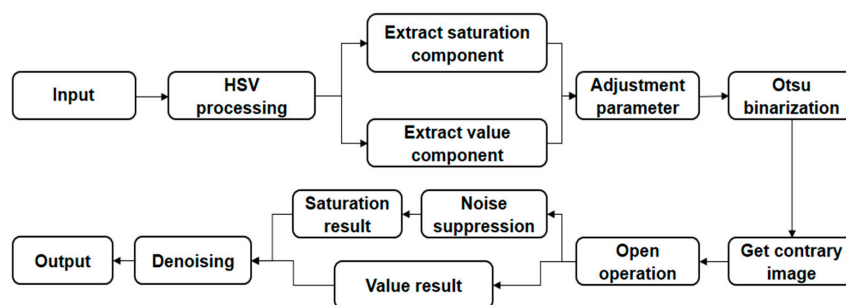 Input
HSV
processing
Extract saturation
component
Extract value
component
Adjustment
parameter
Otsu
binarization
Get contrary
image
Open
operation
Noise
suppression
Saturation
result
Value result
Denoising
Output